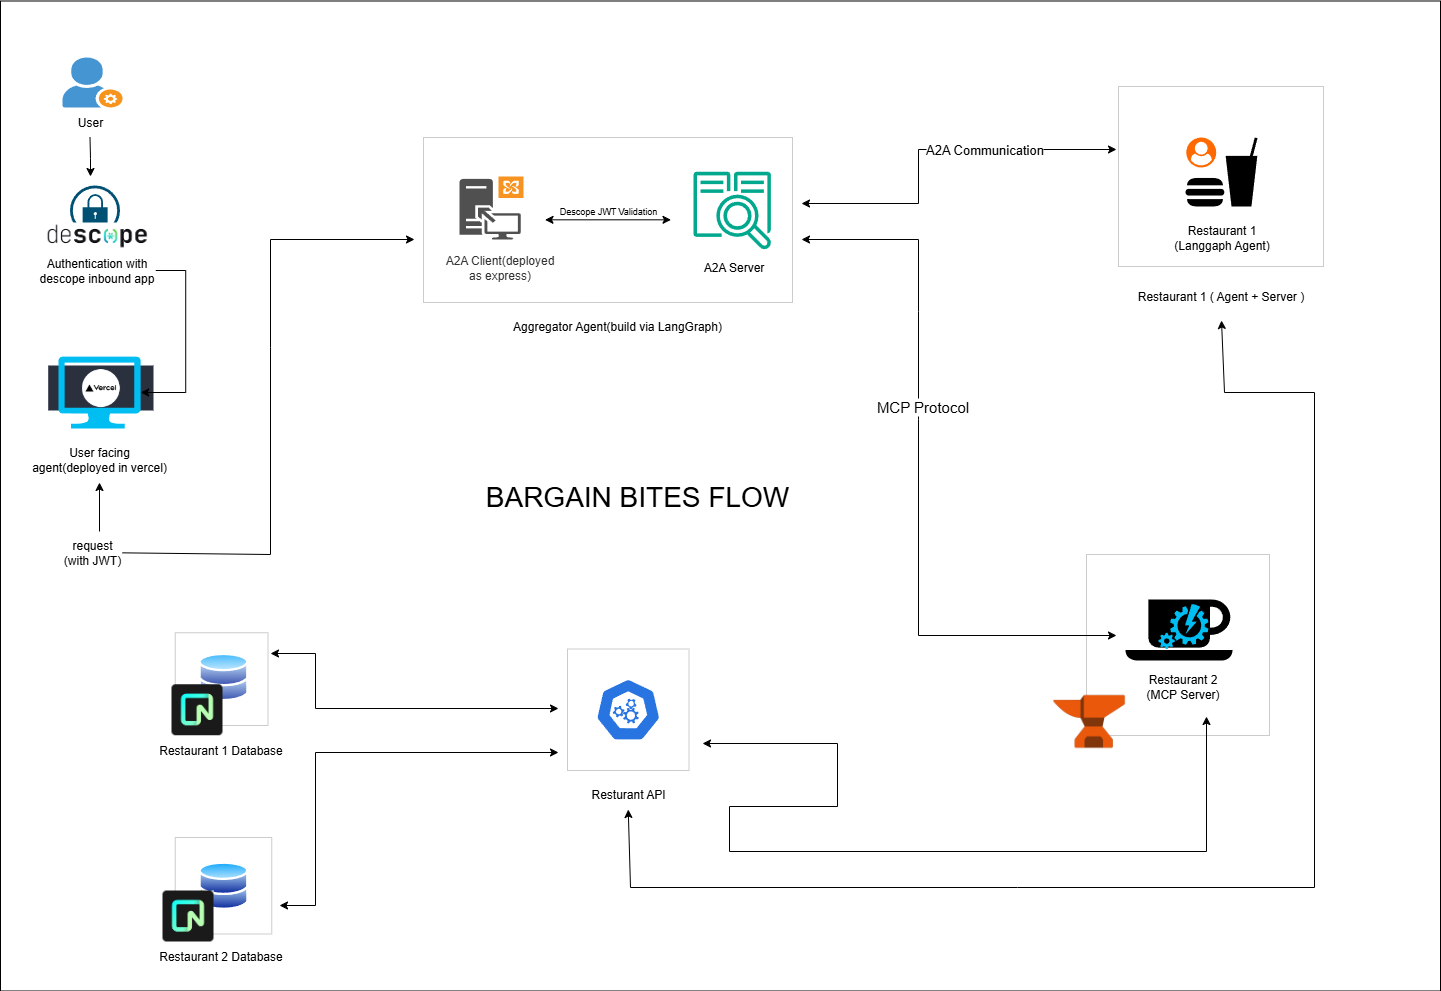 User
descope
Authentication with
descope inbound app
Vercel
User facing
agent(deployed in vercel)
request
(with JWT)
A2A Client(deployed
as express)
Descope JWT Validation
A2A Server
Aggregator Agent(build via LangGraph)
A2A Communication
Restaurant 1
(Langgaph Agent)
Restaurant 1 ( Agent + Server )
MCP Protocol
BARGAIN BITES FLOW
Restaurant 2
(MCP Server)
Restaurant 1 Database
Resturant API
Restaurant 2 Database